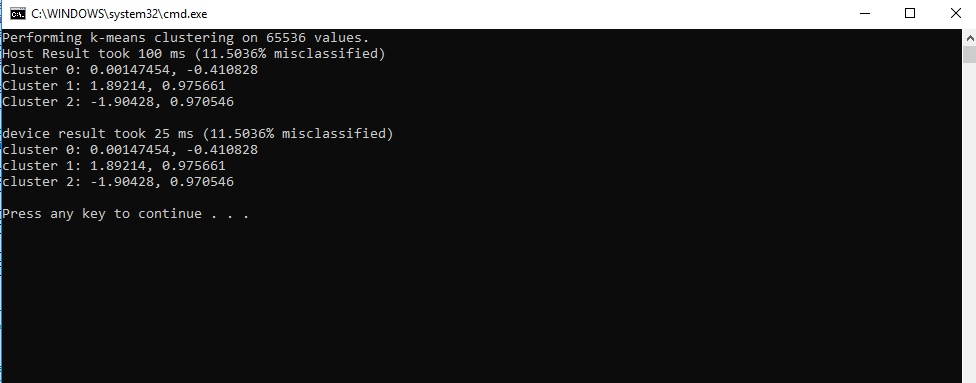 C:\WINDOWS\system32\cmd.exe
Performing k-means clustering on 65536 values.
Host Result took 100 ms (11.5036% misclassified)
Cluster 0: 0.00147454, -0.410828
Cluster 1: 1.89214, 0.975661
Cluster 2: -1.90428, 0.970546
device result took 25 ms (11.5036% misclassified)
cluster 0: 0.00147454, -0.410828
cluster 1: 1.89214, 0.975661
cluster 2: -1.90428, 0.970546
Press any key to continue . . .